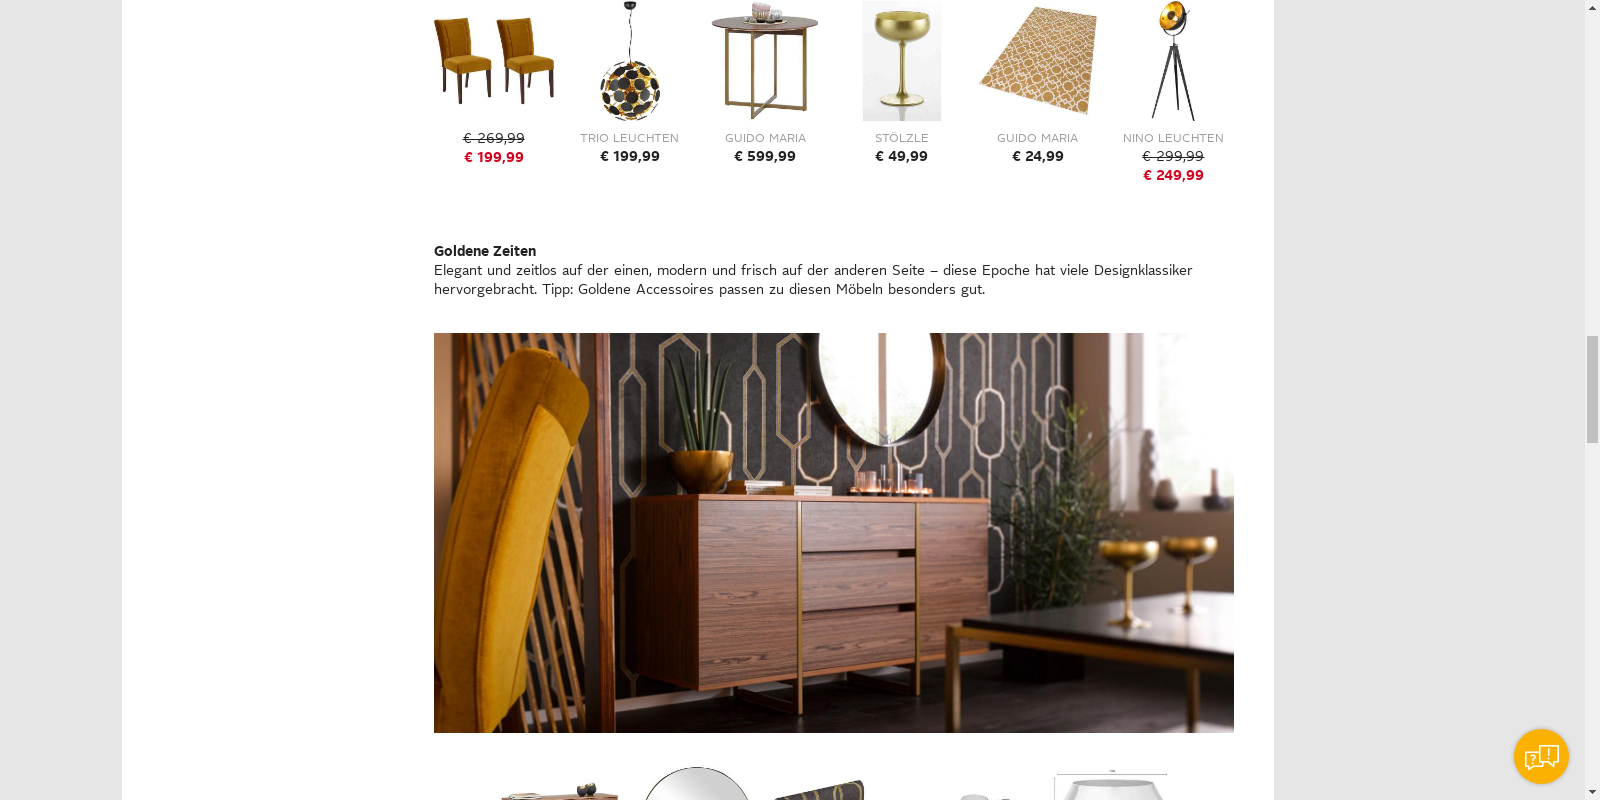 € 269,99
€ 199,99
TRIO LEUCHTEN
€ 199,99
GUIDO MARIA
€ 599,99
STÖLZLE
€ 49,99
GUIDO MARIA
€ 24,99
NINO LEUCHTEN
€ 299,99
€ 249,99
Goldene Zeiten
Elegant und zeitlos auf der einen, modern und frisch auf der anderen Seite – diese Epoche hat viele Designklassiker
hervorgebracht. Tipp: Goldene Accessoires passen zu diesen Möbeln besonders gut.